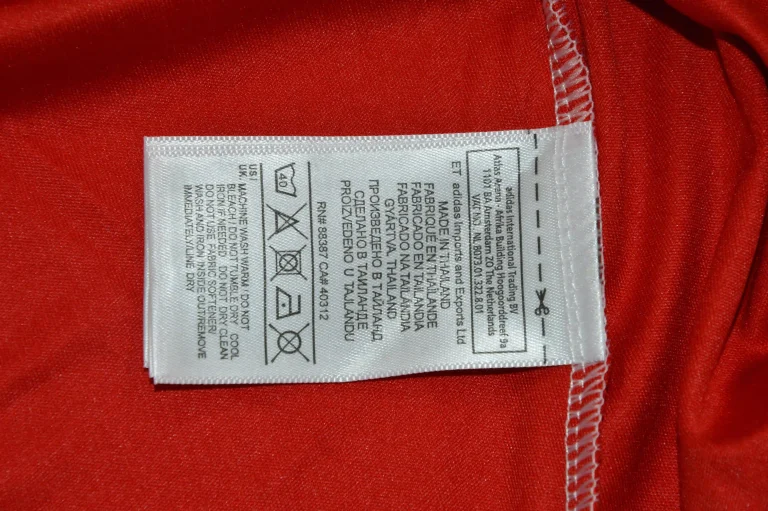 adidas International Trading BV
Atlas Arena - Afrika Building Hoogoorddreef 9a
1101 BA Amsterdam ZO The Netherlands
VAT NO.: NL 8073.01.322.B.01
ET adidas Imports and Exports Ltd
MADE IN THAILAND
FABRIQUÉ EN THAÏLANDE
FABRICADO EN TAILANDIA
FABRICADO NA TAILÂNDIA
GYÁRTVA, THAILAND
ПРОИЗВЕДЕНО В ТАЙЛАНД
СДЕЛАНО В ТАИЛАНДЕ
PROIZVEDENO U TAJLANDU
RN# 88387 CA# 40312
40
US I
UK. MACHINE WASH WARM / DO NOT
BLEACH / DO NOT TUMBLE DRY COOL
IRON IF NEEDED DO NOT DRY CLEAN
DO NOT USE FABRIC SOFTENER/
WASH AND IRON INSIDE OUT/REMOVE
IMMEDIATELY/LINE DRY